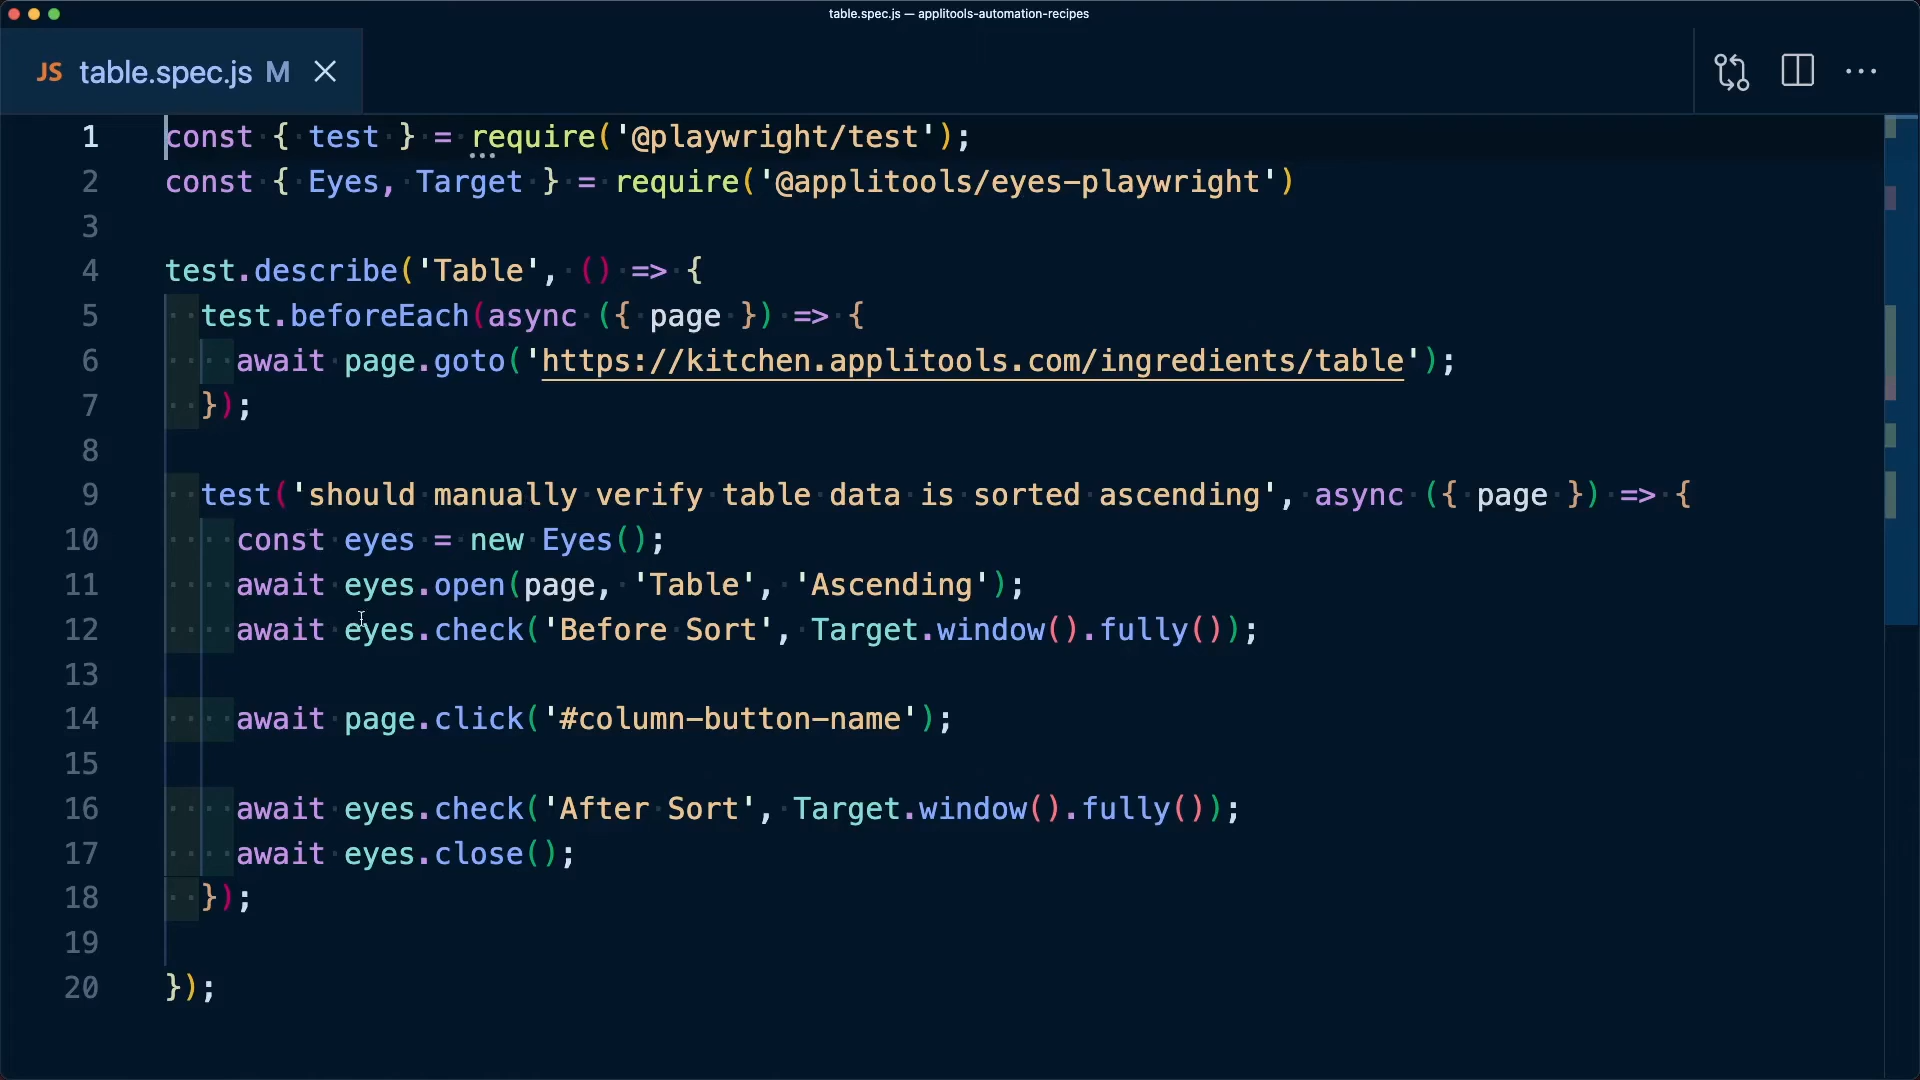 table.spec.js — applitools-automation-recipes
JS table.spec.js M
1 const { test } = require('@playwright/test');
2 const { Eyes, Target } = require('@applitools/eyes-playwright')
3
4 test.describe('Table', () => {
5 test.beforeEach(async ({ page }) => {
6 await page.goto('https://kitchen.applitools.com/ingredients/table');
7 });
8
9 test('should manually verify table data is sorted ascending', async ({ page }) => {
10 const eyes = new Eyes();
11 await eyes.open(page, 'Table', 'Ascending');
12 await eyes.check('Before Sort', Target.window().fully());
13
14 await page.click('#column-button-name');
15
16 await eyes.check('After Sort', Target.window().fully());
17 await eyes.close();
18 });
19
20 });